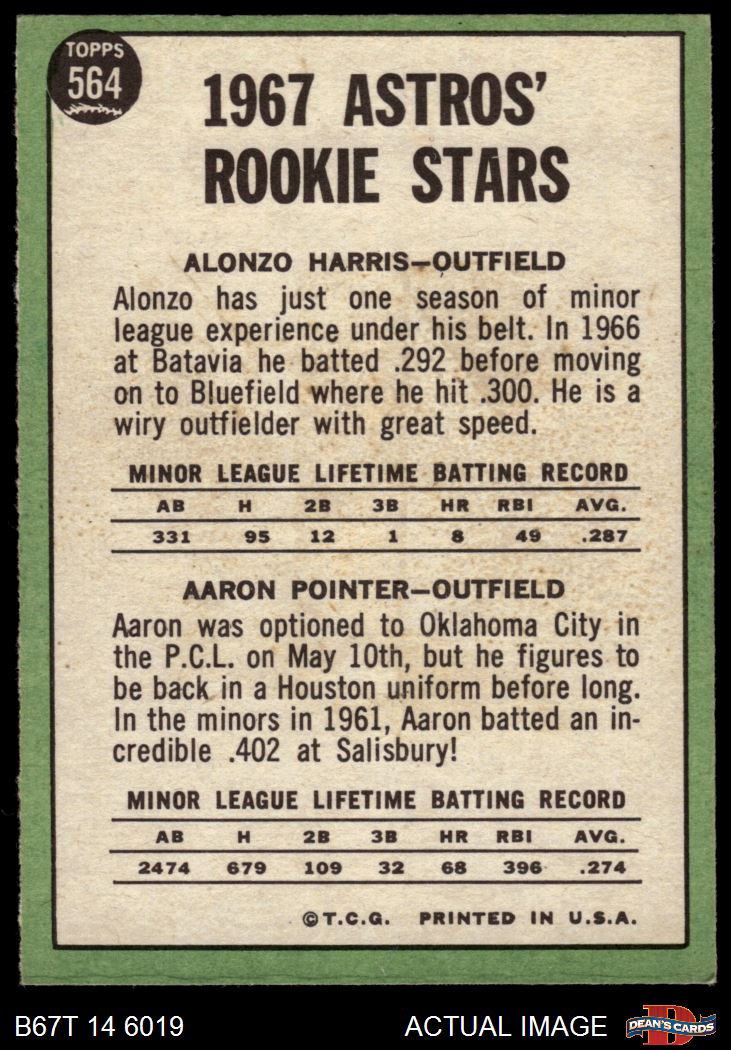 TOPPS
564
1967 ASTROS’
ROOKIE STARS
ALONZO HARRIS—OUTFIELD
Alonzo has just one season of minor
league experience under his belt. In 1966
at Batavia he batted .292 before moving
on to Bluefield where he hit .300. He is a
wiry outfielder with great speed.
MINOR LEAGUE LIFETIME BATTING RECORD
AB H 2B 3B HR RBI AVG.
331 95 12 1 8 49 .287
AARON POINTER—OUTFIELD
Aaron was optioned to Oklahoma City in
the P.C.L. on May 10th, but he figures to
be back in a Houston uniform before long.
In the minors in 1961, Aaron batted an in-
credible .402 at Salisbury!
MINOR LEAGUE LIFETIME BATTING RECORD
AB H 2B 3B HR RBI AVG.
2474 679 109 32 68 396 .274
©T.C.G. PRINTED IN U.S.A.
B67T 14 6019 ACTUAL IMAGE D DEAN'S CARDS